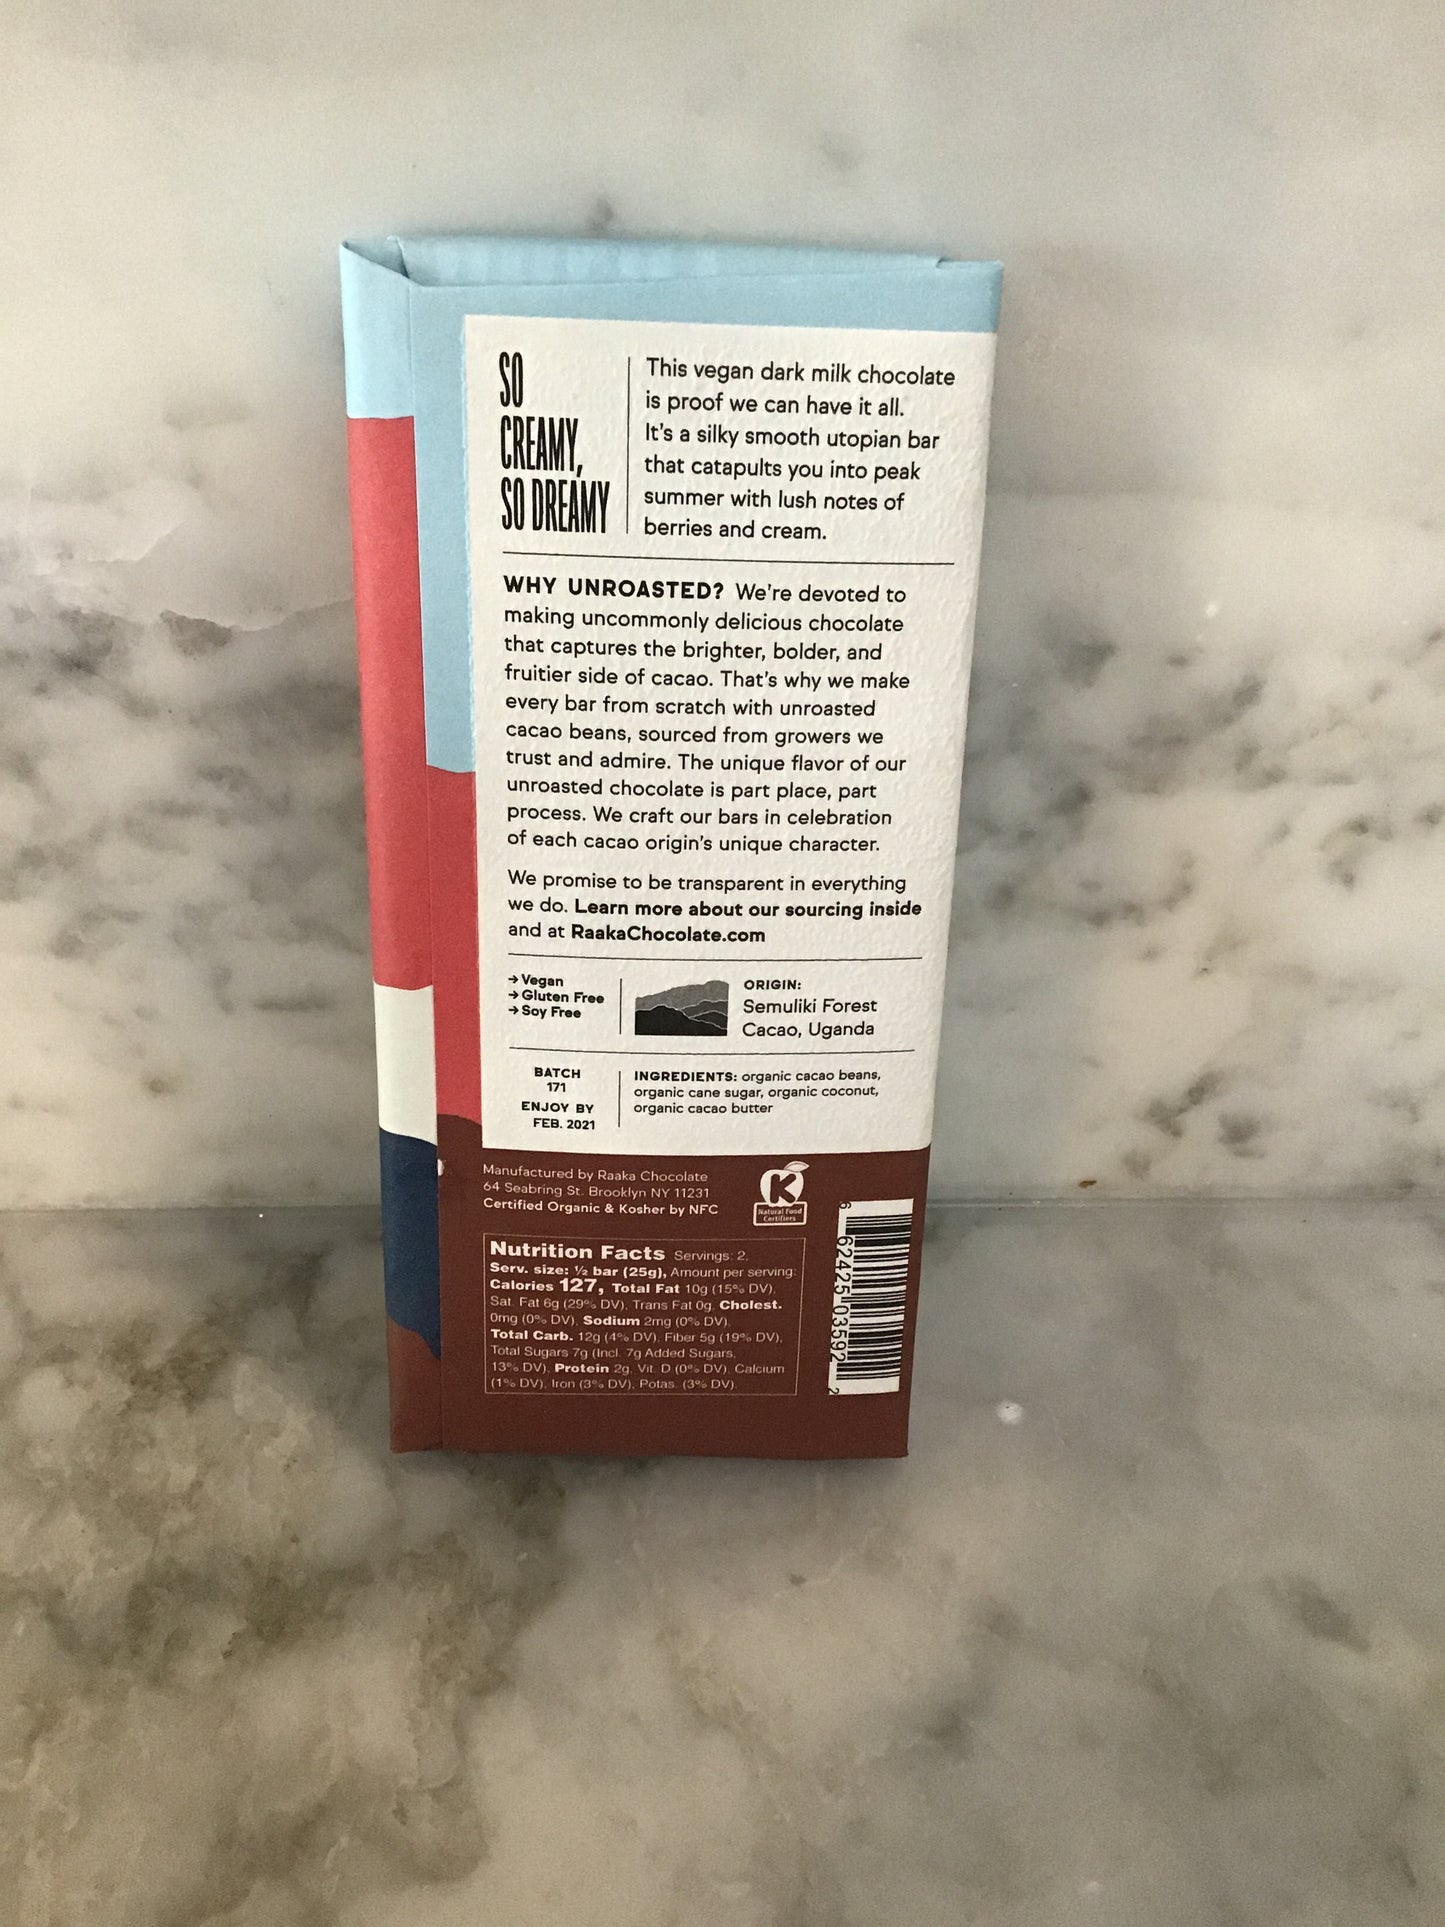 SO
CREAMY,
SO DREAMY
This vegan dark milk chocolate
is proof we can have it all.
It's a silky smooth utopian bar
that catapults you into peak
summer with lush notes of
berries and cream.
WHY UNROASTED? We're devoted to
making uncommonly delicious chocolate
that captures the brighter, bolder, and
fruitier side of cacao. That's why we make
every bar from scratch with unroasted
cacao beans, sourced from growers we
trust and admire. The unique flavor of our
unroasted chocolate is part place, part
process. We craft our bars in celebration
of each cacao origin's unique character.
We promise to be transparent in everything
we do. Learn more about our sourcing inside
and at RaakaChocolate.com
→ Vegan
→ Gluten Free
→ Soy Free
ORIGIN:
Semuliki Forest
Cacao, Uganda
BATCH
171
ENJOY BY
FEB. 2021
INGREDIENTS: organic cacao beans,
organic cane sugar, organic coconut,
organic cacao butter
Manufactured by Raaka Chocolate
64 Seabring St. Brooklyn NY 11231
Certified Organic & Kosher by NFC
K
Natural Food
Certifiers
Nutrition Facts Servings: 2,
Serv. size: ½ bar (25g), Amount per serving:
Calories 127, Total Fat 10g (15% DV),
Sat. Fat 6g (29% DV), Trans Fat 0g, Cholest.
0mg (0% DV), Sodium 2mg (0% DV),
Total Carb. 12g (4% DV), Fiber 5g (19% DV),
Total Sugars 7g (Incl. 7g Added Sugars,
13% DV), Protein 2g, Vit. D (0% DV), Calcium
(1% DV), Iron (3% DV), Potas. (3% DV).
6 62425 03592 2